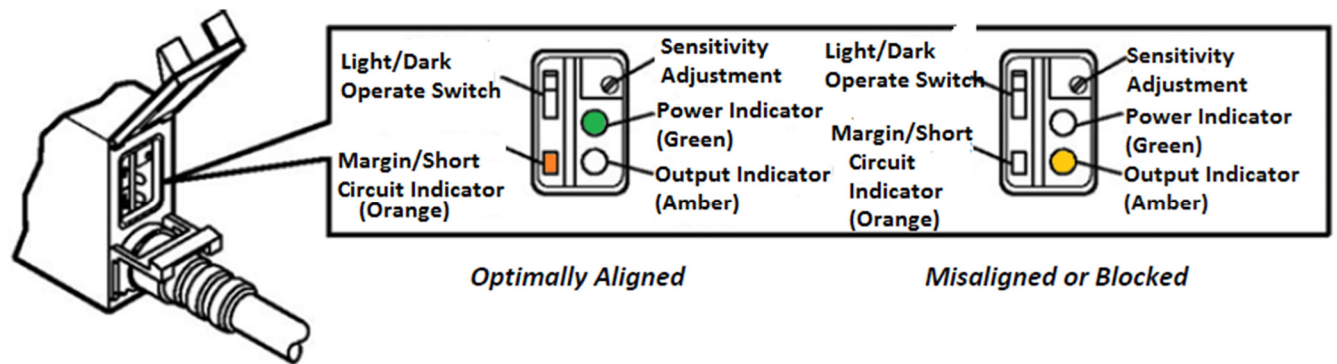 Light/Dark
Operate Switch
Sensitivity
Adjustment
Power Indicator
(Green)
Margin/Short
Circuit Indicator
(Orange)
Output Indicator
(Amber)
Light/Dark
Operate Switch
Sensitivity
Adjustment
Power Indicator
(Green)
Margin/Short
Circuit
Indicator
(Orange)
Output Indicator
(Amber)
Optimally Aligned
Misaligned or Blocked